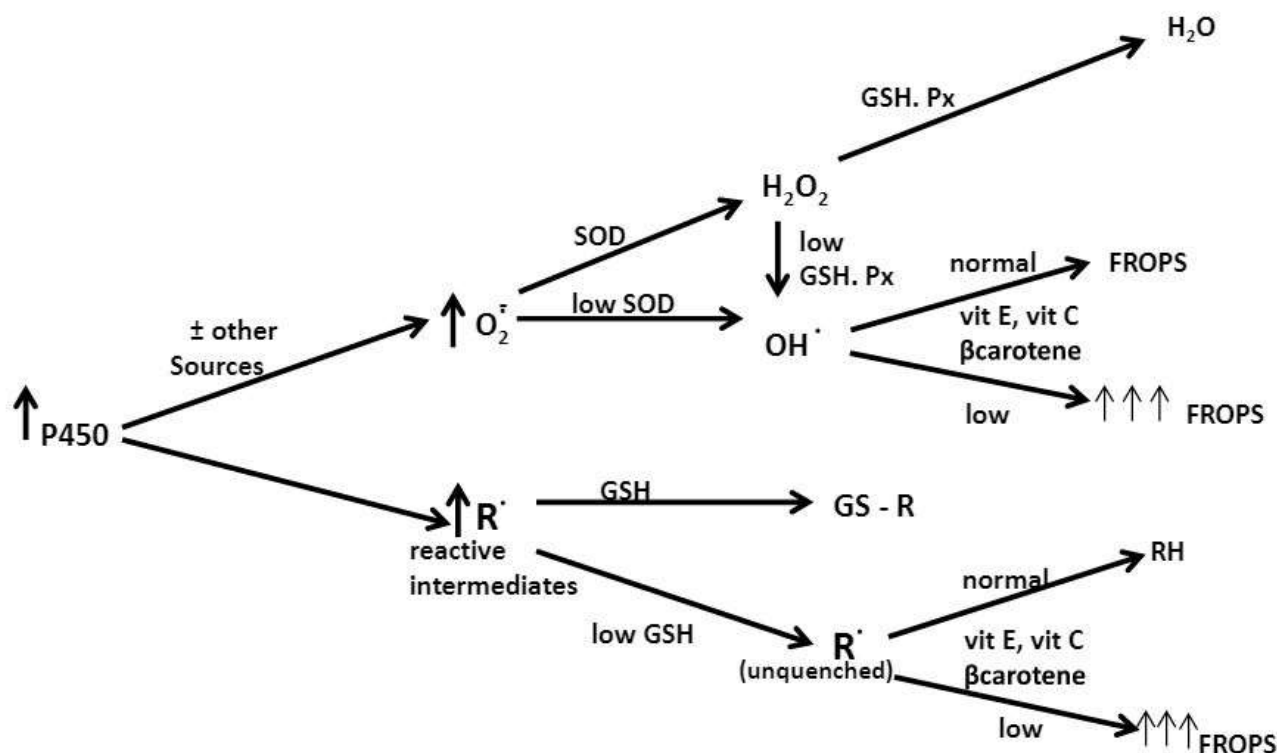 H₂O
GSH. Px
H₂O₂
SOD
low
GSH. Px
normal
FROPS
low SOD
± other
Sources
↑ O₂⁻̇
OH ˙
vit E, vit C
βcarotene
low
↑ ↑ ↑ FROPS
↑ P450
GSH
↑ R˙
GS - R
reactive
intermediates
RH
normal
low GSH
R˙
(unquenched)
vit E, vit C
βcarotene
low
↑↑↑ FROPS